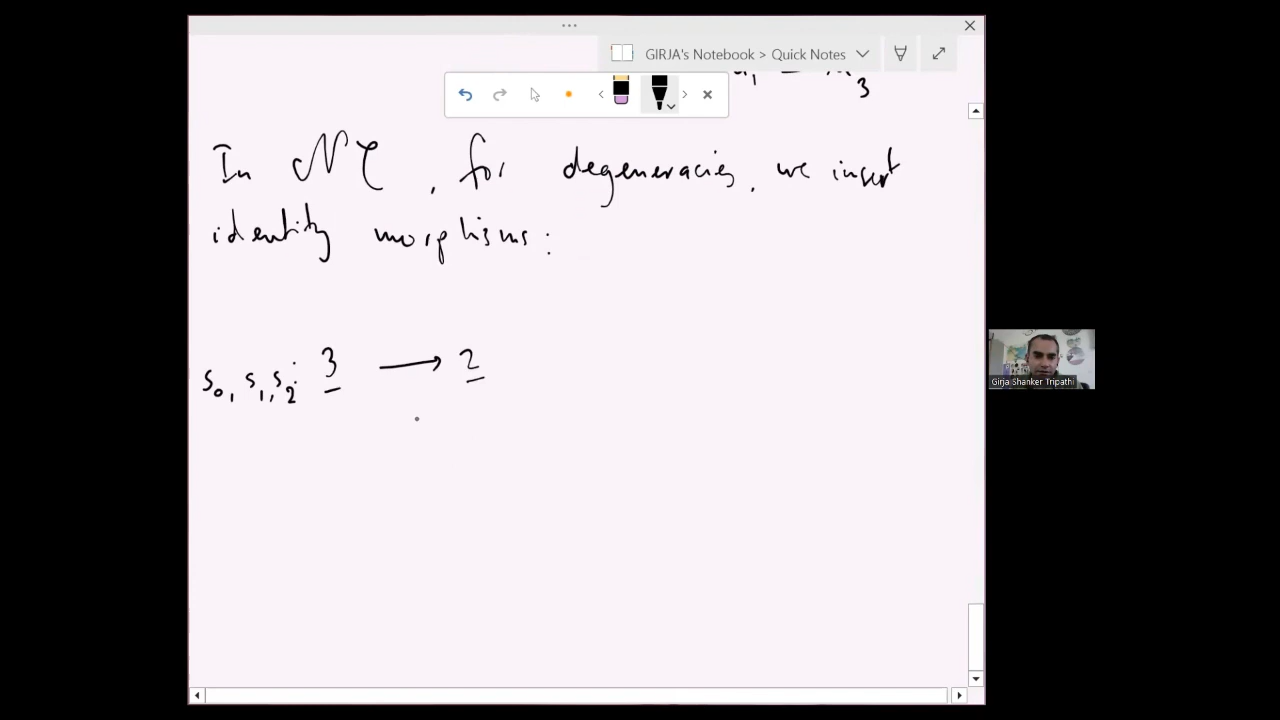 GIRJA's Notebook > Quick Notes
3
In 𝒩𝒞, for degeneracies, we insert
identity morphisms:
s₀, s₁, s₂ : 3 → 2
Girja Shanker Tripathi